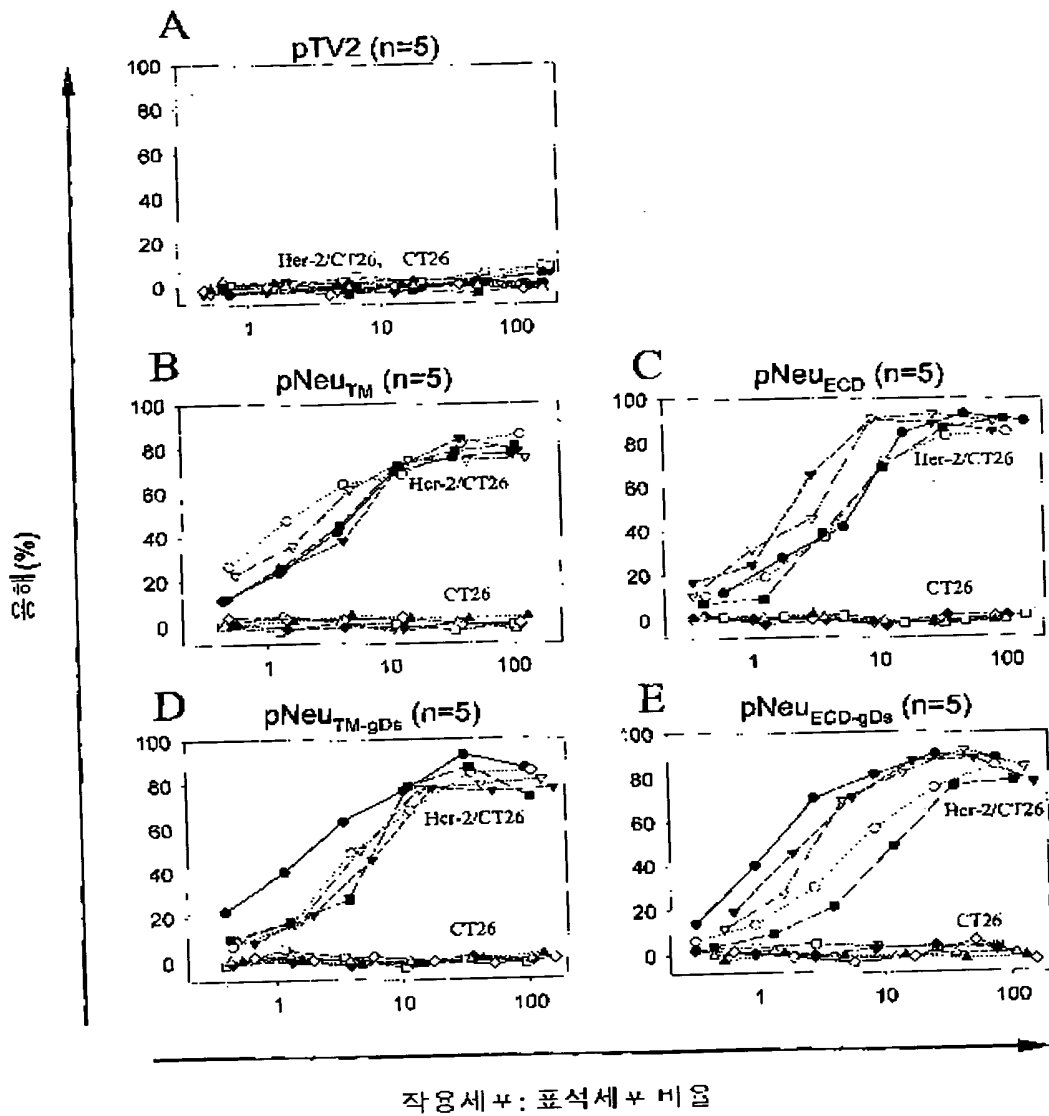 A
pTV2 (n=5)
100
80
60
40
20
0
Her-2/CT26, CT26
1 10 100
B
pNeuTM (n=5)
100
80
60
40
20
0
Her-2/CT26
CT26
1 10 100
C
pNeuECD (n=5)
100
80
60
40
20
0
Her-2/CT26
CT26
1 10 100
D
pNeuTM-gDs (n=5)
100
80
60
40
20
0
Her-2/CT26
CT26
1 10 100
E
pNeuECD-gDs (n=5)
100
80
60
40
20
0
Her-2/CT26
CT26
1 10 100
용해(%)
작용세포: 표적세포 비율